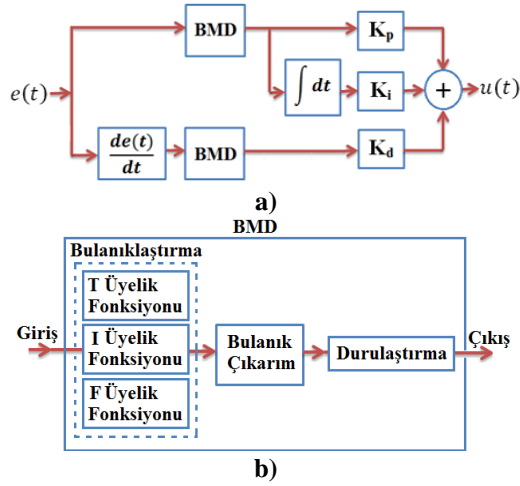 BMD
K_p
e(t)
∫ dt
K_i
+
u(t)
de(t)/dt
BMD
K_d
a)
BMD
Bulanıklaştırma
T Üyelik
Fonksiyonu
Giriş
I Üyelik
Fonksiyonu
Bulanık
Çıkarım
Durulaştırma
Çıkış
F Üyelik
Fonksiyonu
b)